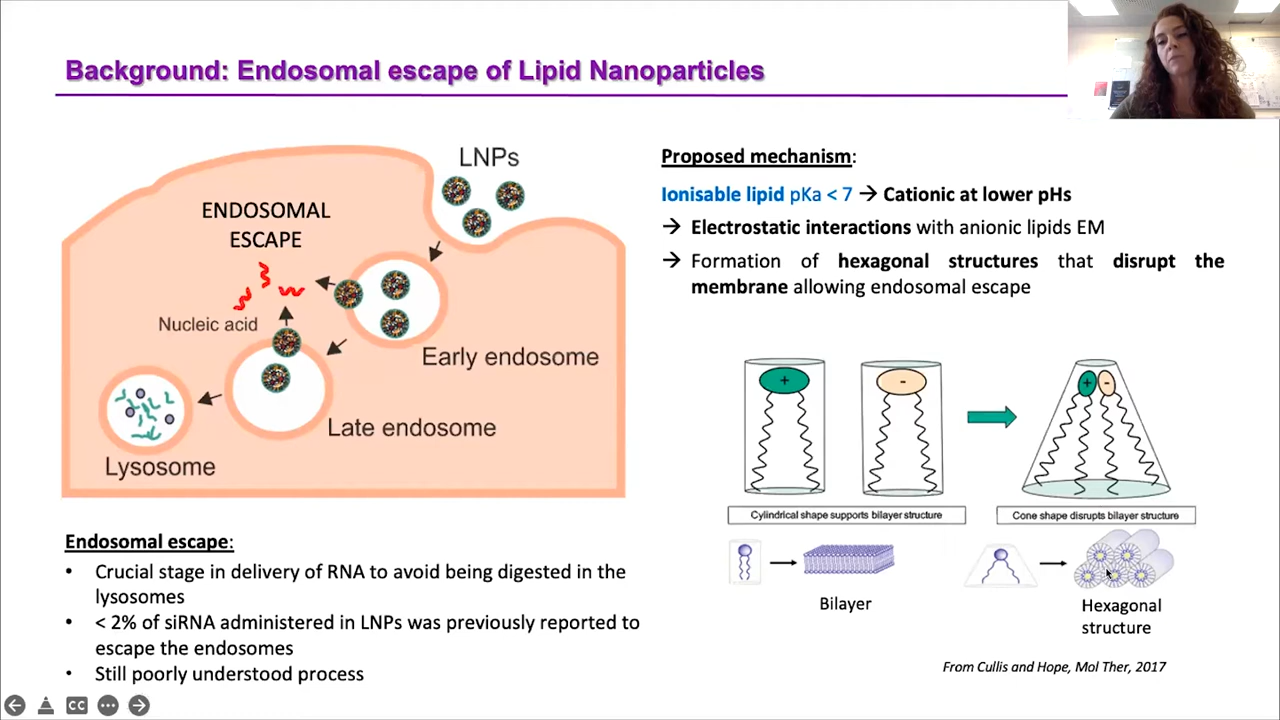 Background: Endosomal escape of Lipid Nanoparticles
LNPs
ENDOSOMAL
ESCAPE
Nucleic acid
Early endosome
Late endosome
Lysosome
Endosomal escape:
• Crucial stage in delivery of RNA to avoid being digested in the
lysosomes
• < 2% of siRNA administered in LNPs was previously reported to
escape the endosomes
• Still poorly understood process
Proposed mechanism:
Ionisable lipid pKa < 7 → Cationic at lower pHs
→ Electrostatic interactions with anionic lipids EM
→ Formation of hexagonal structures that disrupt the
membrane allowing endosomal escape
+
-
+ -
Cylindrical shape supports bilayer structure
Cone shape disrupts bilayer structure
Bilayer
Hexagonal
structure
From Cullis and Hope, Mol Ther, 2017
CC